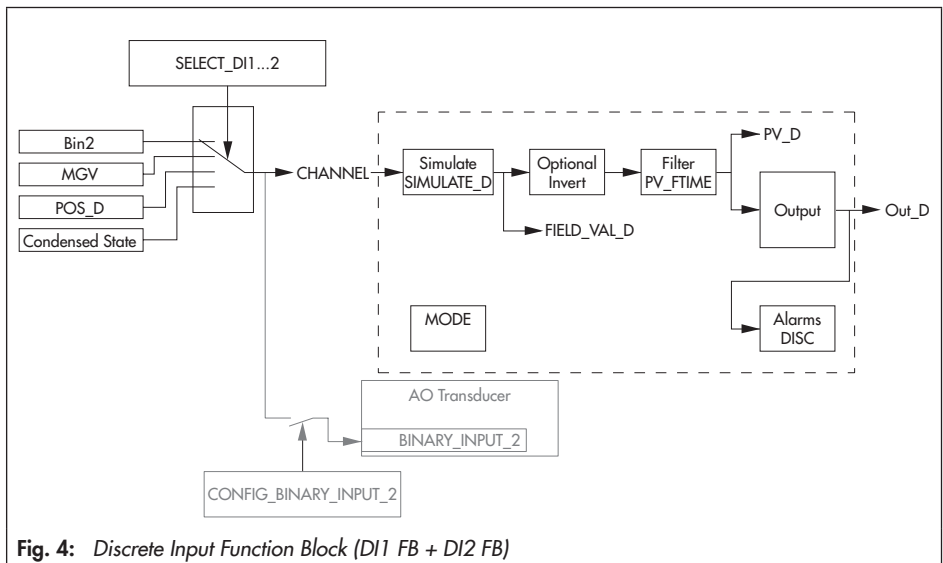 SELECT_DI1...2
Bin2
MGV
POS_D
Condensed State
CHANNEL
Simulate
SIMULATE_D
FIELD_VAL_D
Optional
Invert
Filter
PV_FTIME
PV_D
Output
Out_D
MODE
Alarms
DISC
AO Transducer
BINARY_INPUT_2
CONFIG_BINARY_INPUT_2
Fig. 4: Discrete Input Function Block (DI1 FB + DI2 FB)